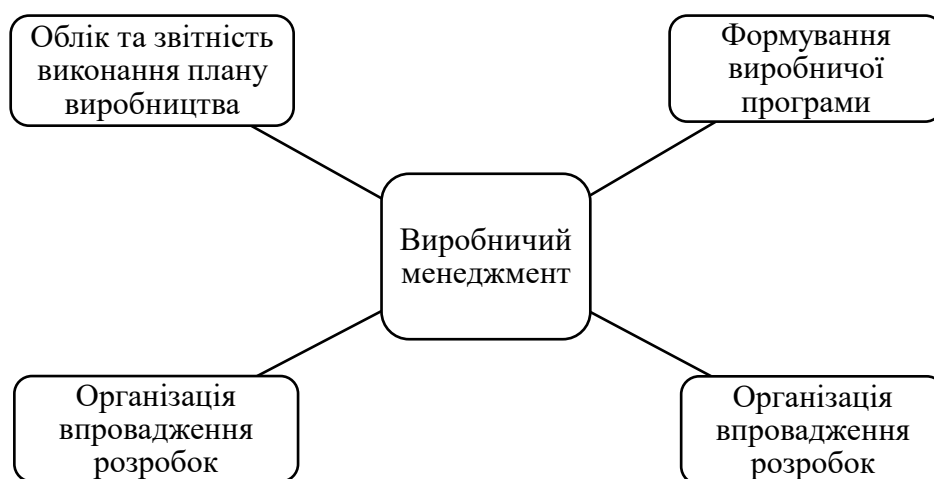 Облік та звітність
виконання плану
виробництва
Формування
виробничої
програми
Виробничий
менеджмент
Організація
впровадження
розробок
Організація
впровадження
розробок